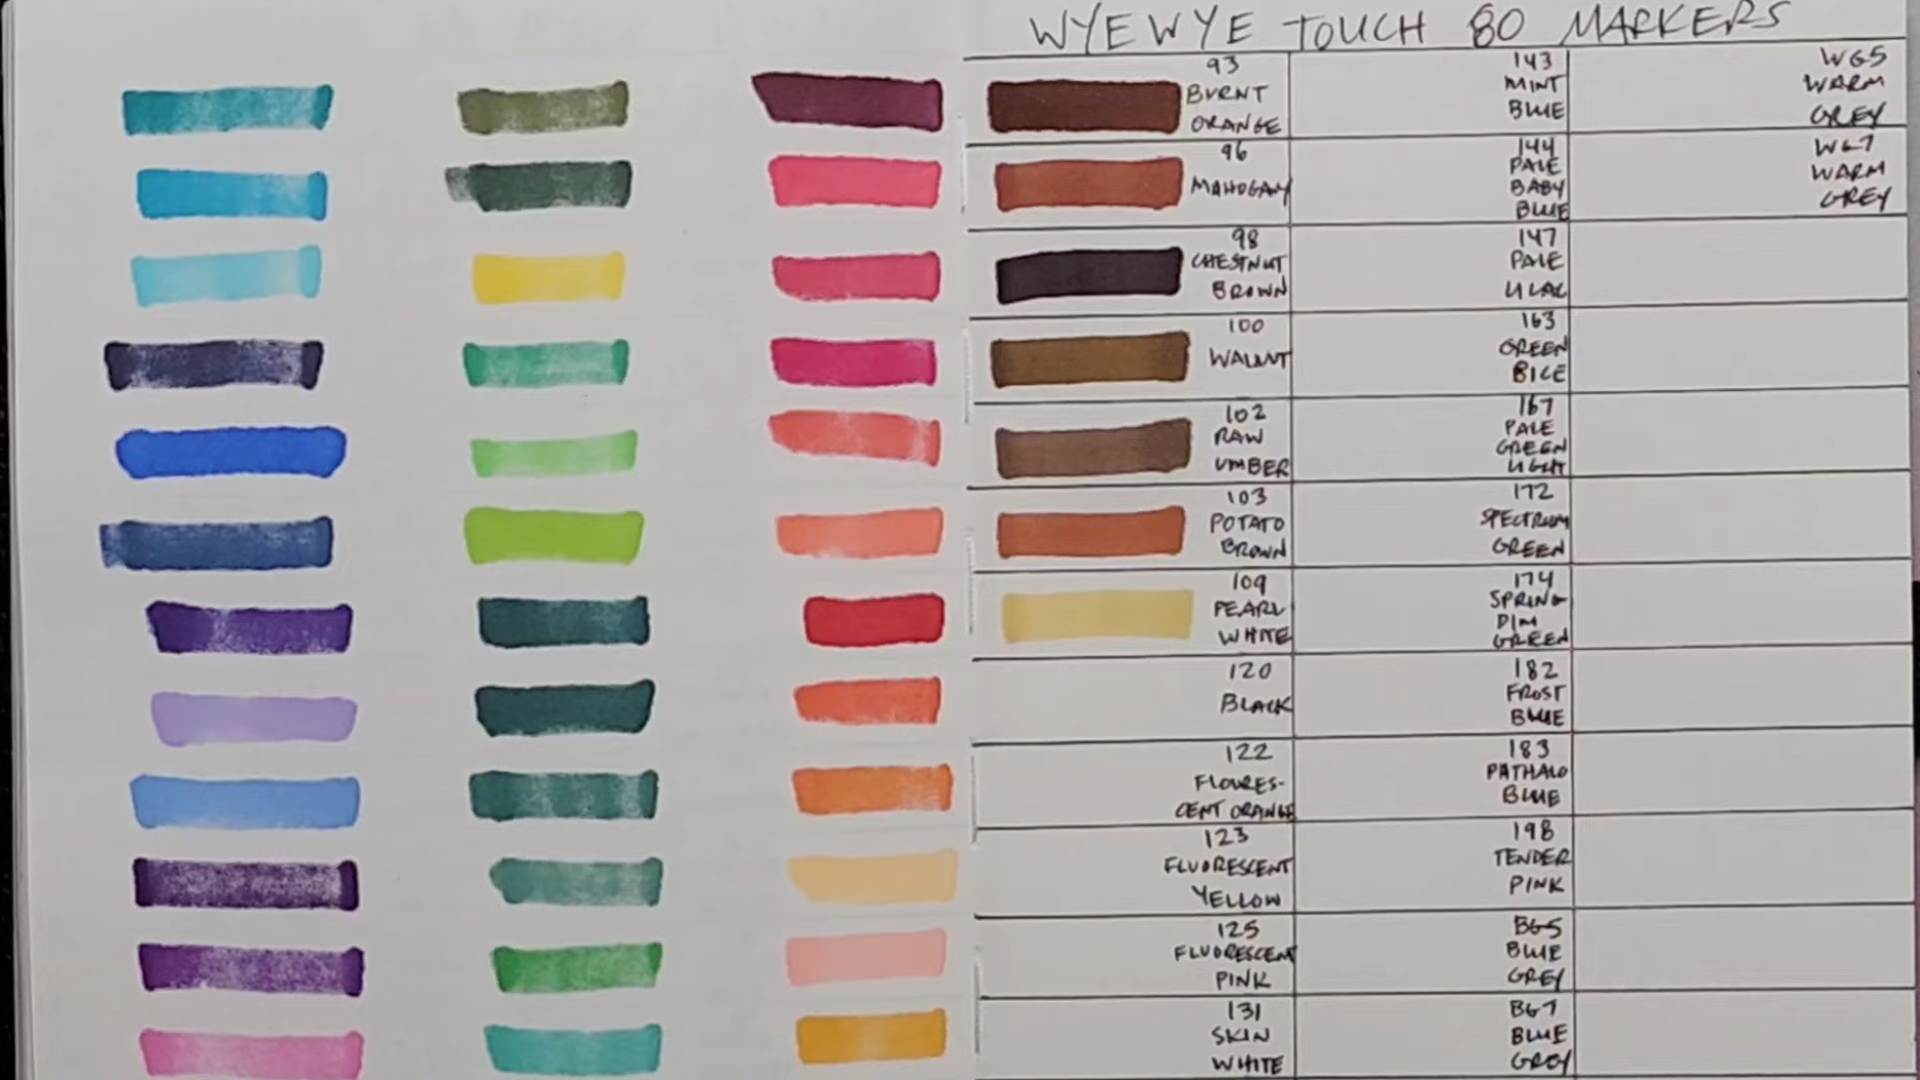 WYEWYE TOUCH 80 MARKERS
93
BURNT
ORANGE
96
MAHOGANY
98
CHESTNUT
BROWN
100
WALNUT
102
RAW
UMBER
103
POTATO
BROWN
109
PEARL
WHITE
120
BLACK
122
FLOURES-
CENT ORANGE
123
FLUORESCENT
YELLOW
125
FLUORESCENT
PINK
131
SKIN
WHITE
143
MINT
BLUE
144
PALE
BABY
BLUE
147
PALE
LILAC
163
GREEN
BICE
167
PALE
GREEN
LIGHT
172
SPECTRUM
GREEN
174
SPRING
DIM
GREEN
182
FROST
BLUE
183
PATHALO
BLUE
198
TENDER
PINK
BG5
BLUE
GREY
BG7
BLUE
GREY
WG5
WARM
GREY
WG7
WARM
GREY